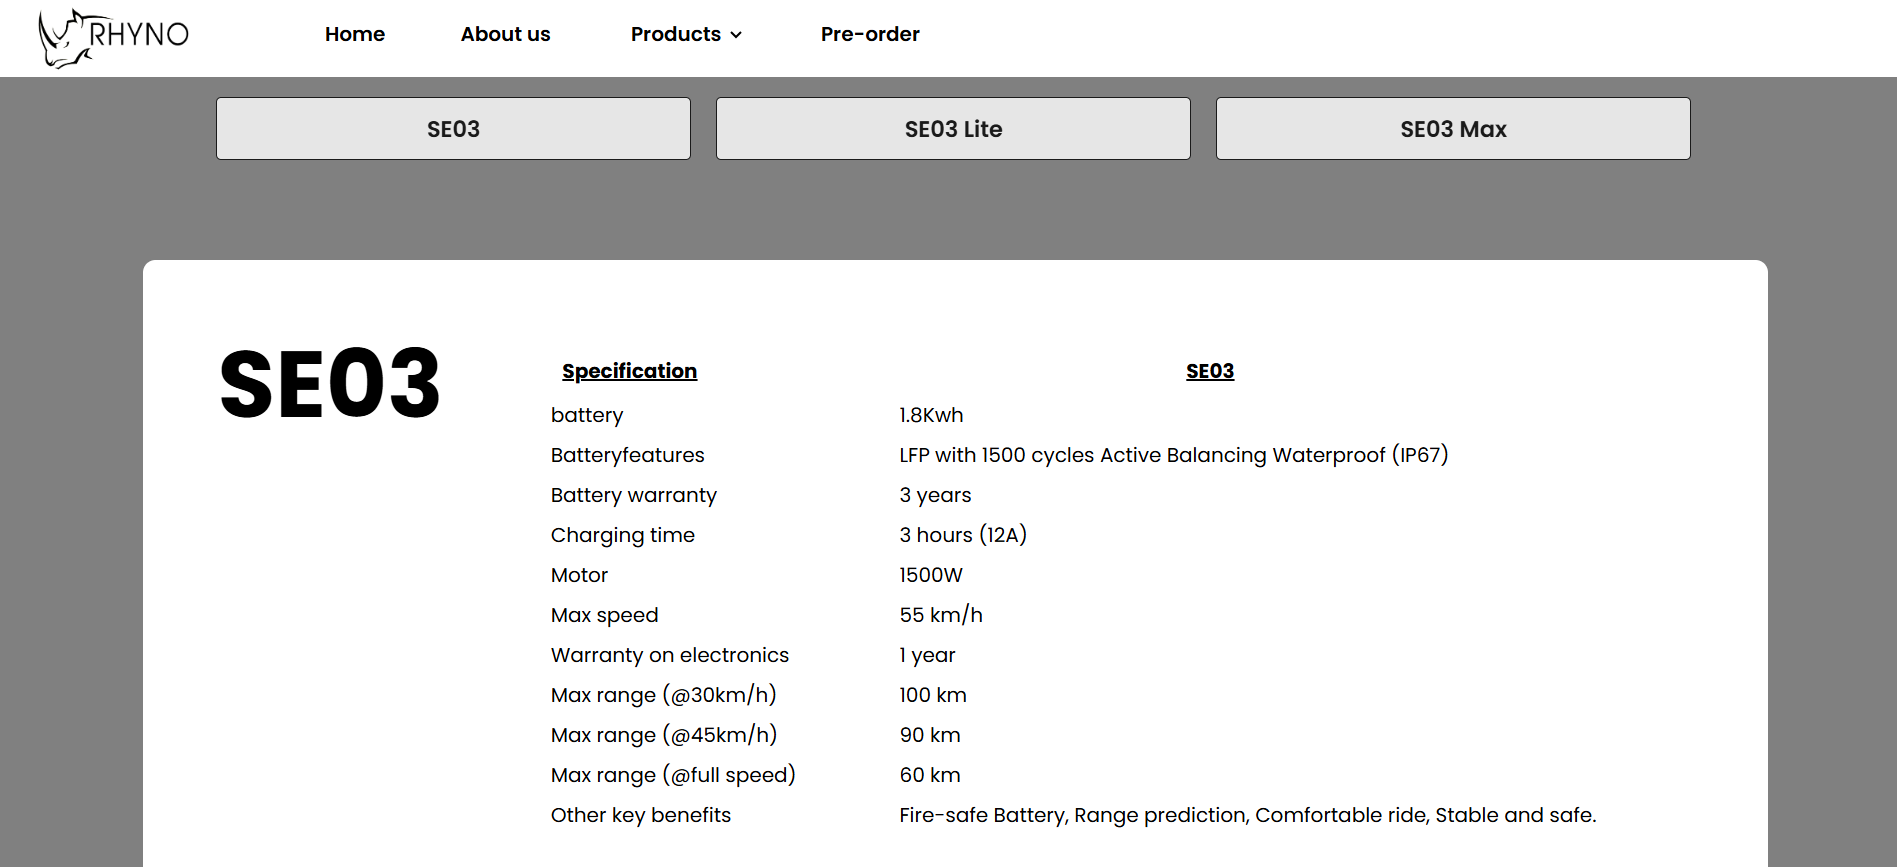 RHYNO
Home About us Products Pre-order
SE03 SE03 Lite SE03 Max
SE03
Specification SE03
battery 1.8Kwh
Batteryfeatures LFP with 1500 cycles Active Balancing Waterproof (IP67)
Battery warranty 3 years
Charging time 3 hours (12A)
Motor 1500W
Max speed 55 km/h
Warranty on electronics 1 year
Max range (@30km/h) 100 km
Max range (@45km/h) 90 km
Max range (@full speed) 60 km
Other key benefits Fire-safe Battery, Range prediction, Comfortable ride, Stable and safe.